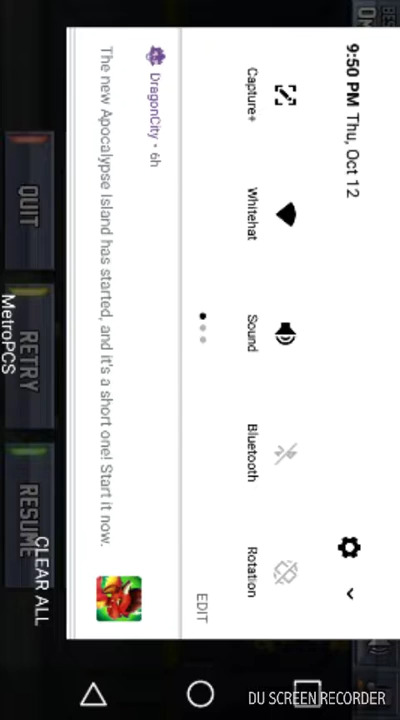 9:50 PM Thu, Oct 12
Capture+
Whitehat
Sound
Bluetooth
Rotation
EDIT
DragonCity • 6h
The new Apocalypse Island has started, and it's a short one! Start it now.
QUIT
RETRY
RESUME
MetroPCS
CLEAR ALL
DU SCREEN RECORDER